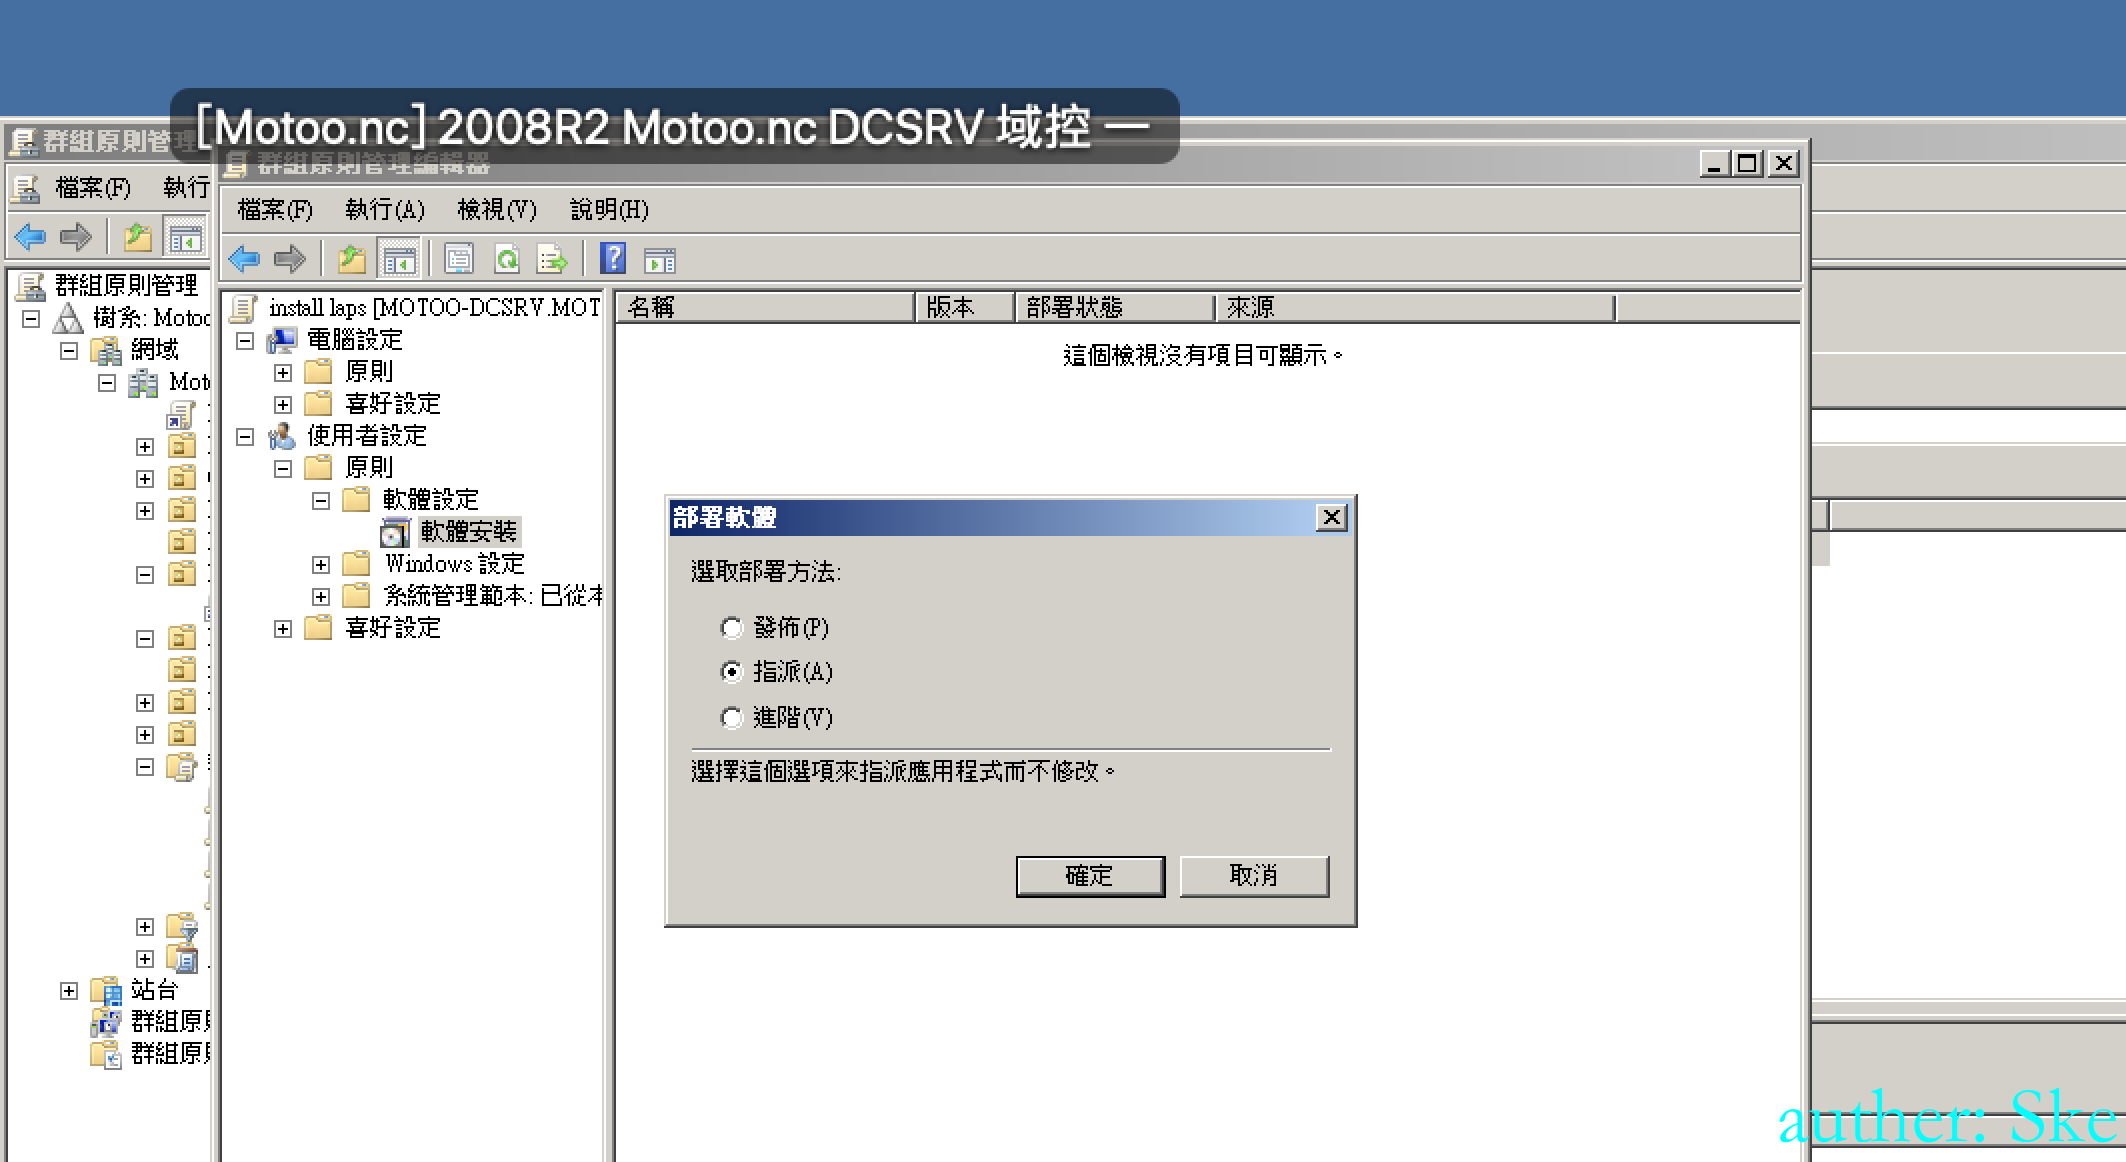 [Motoo.nc] 2008R2 Motoo.nc DCSRV 域控 一
群組原則管理
檔案(F) 執行
群組原則管理
樹系: Motoo
網域
Moto
站台
群組原則
群組原則
群組原則管理編輯器
檔案(F) 執行(A) 檢視(V) 說明(H)
install laps [MOTOO-DCSRV.MOT
電腦設定
原則
喜好設定
使用者設定
原則
軟體設定
軟體安裝
Windows 設定
系統管理範本: 已從本
喜好設定
名稱 版本 部署狀態 來源
這個檢視沒有項目可顯示。
部署軟體
選取部署方法:
發佈(P)
指派(A)
進階(V)
選擇這個選項來指派應用程式而不修改。
確定 取消
auther: Ske